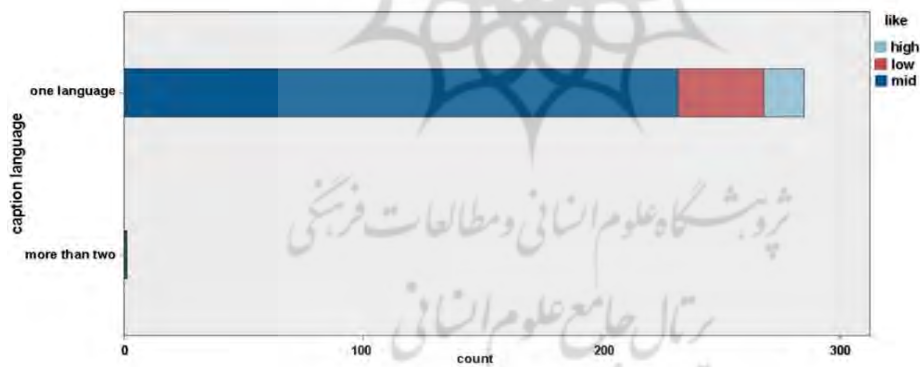 like
high
low
mid
one language
caption language
more than two
0 100 200 300
count
پژوهشگاه علوم انسانی و مطالعات فرهنگی
پرتال جامع علوم انسانی